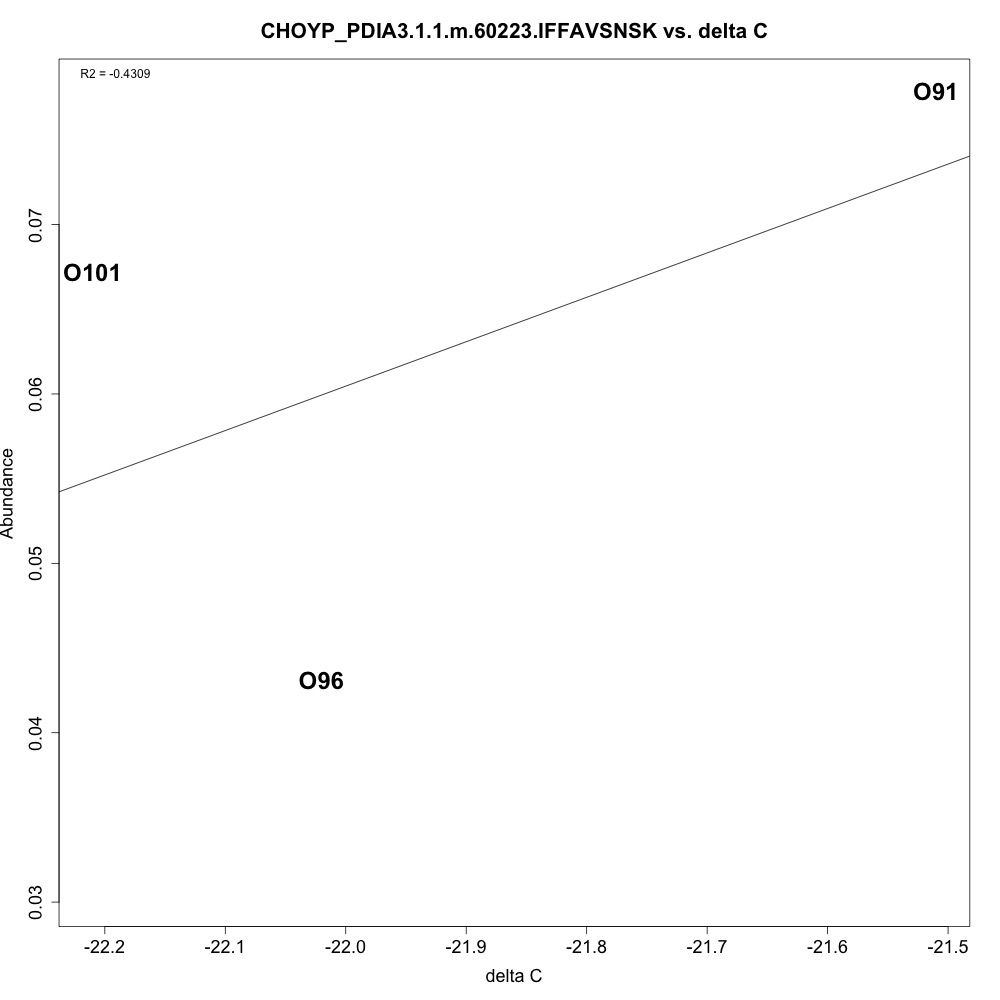 CHOYP_PDIA3.1.1.m.60223.IFFAVSNSK vs. delta C
R2 = -0.4309
O91
0.07
O101
0.06
Abundance
0.05
O96
0.04
0.03
-22.2 -22.1 -22.0 -21.9 -21.8 -21.7 -21.6 -21.5
delta C